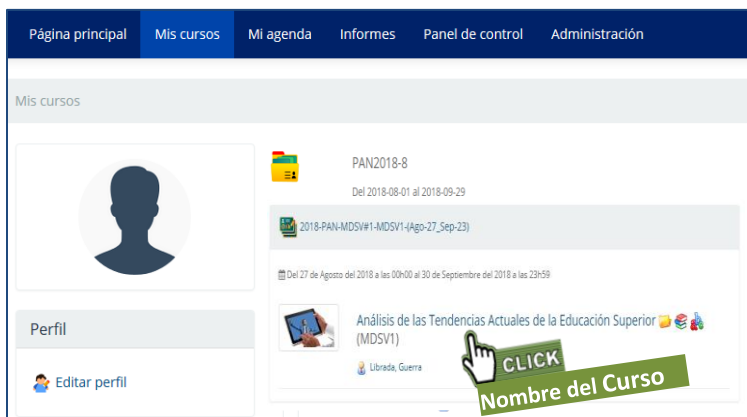 Página principal Mis cursos Mi agenda Informes Panel de control Administración
Mis cursos
PAN2018-8
Del 2018-08-01 al 2018-09-29
2018-PAN-MDSV#1-MDSV1-(Ago-27_Sep-23)
Del 27 de Agosto del 2018 a las 00h00 al 30 de Septiembre del 2018 a las 23h59
Perfil
Análisis de las Tendencias Actuales de la Educación Superior
(MDSV1)
Librada, Guerra
CLICK
Editar perfil
Nombre del Curso